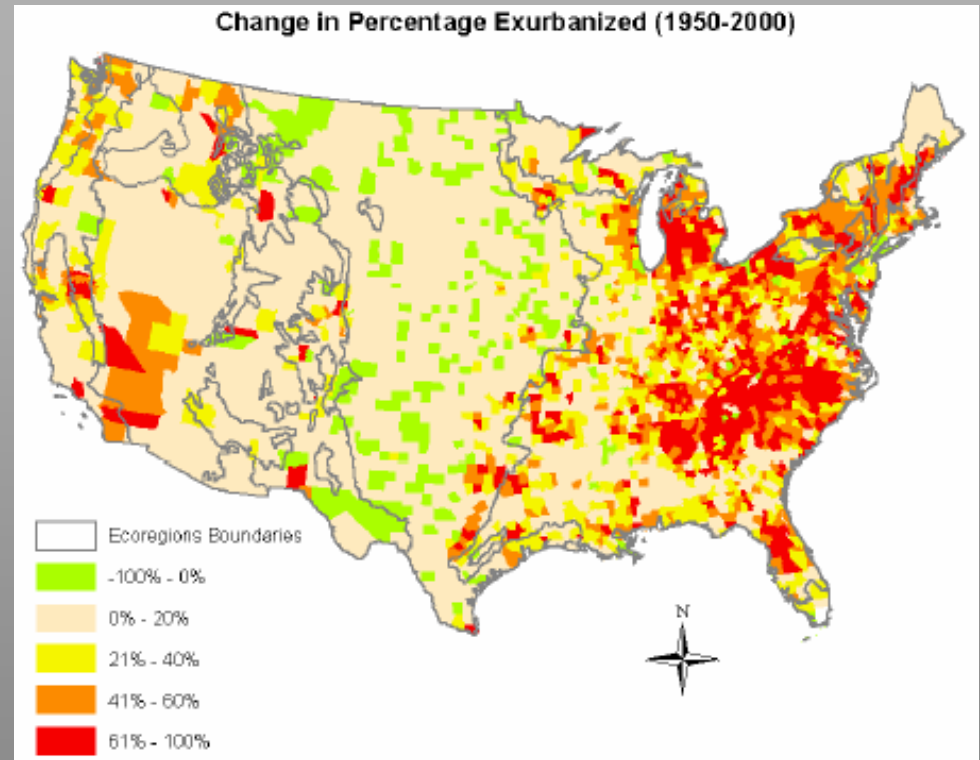 Change in Percentage Exurbanized (1950-2000)
Ecoregions Boundaries
-100% - 0%
0% - 20%
21% - 40%
41% - 60%
61% - 100%
N